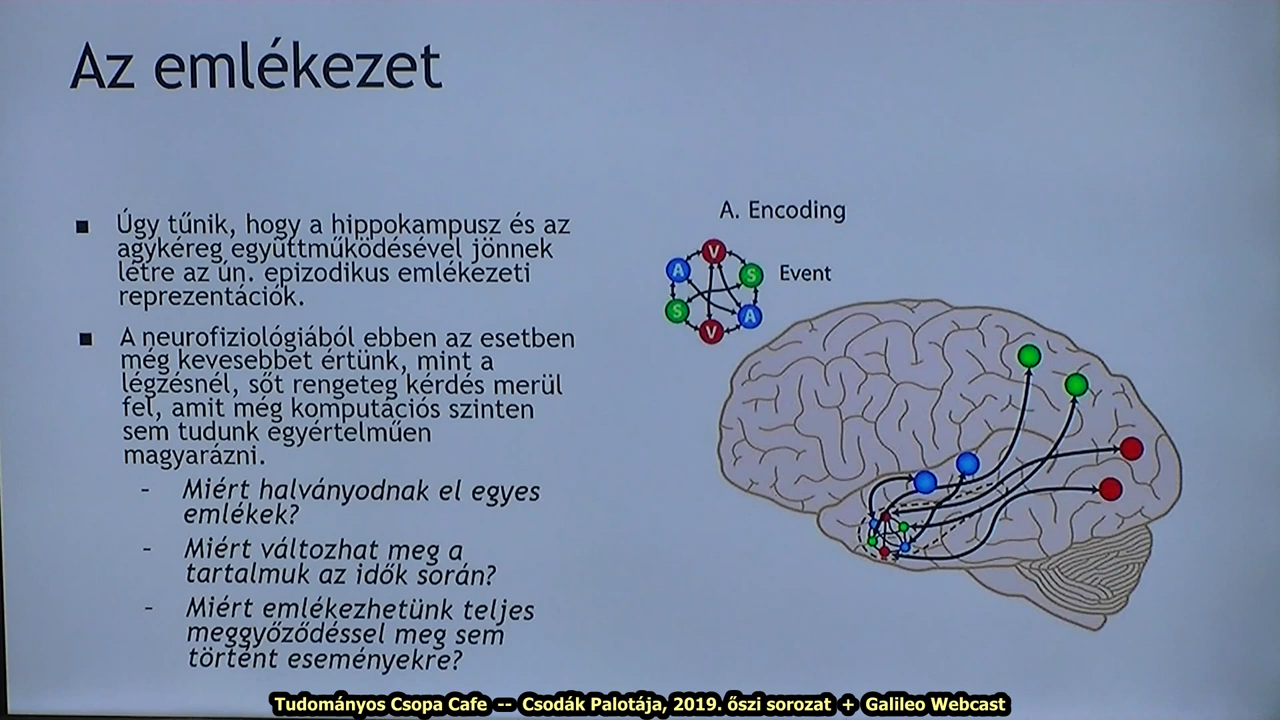 Az emlékezet
▪ Úgy tűnik, hogy a hippokampusz és az
agykéreg együttműködésével jönnek
létre az ún. epizodikus emlékezeti
reprezentációk.
▪ A neurofiziológiából ebben az esetben
még kevesebbet értünk, mint a
légzésnél, sőt rengeteg kérdés merül
fel, amit még komputációs szinten
sem tudunk egyértelműen
magyarázni.
- Miért halványodnak el egyes
emlékek?
- Miért változhat meg a
tartalmuk az idők során?
- Miért emlékezhetünk teljes
meggyőződéssel meg sem
történt eseményekre?
A. Encoding
V
A S
Event
S A
V
Tudományos Csopa Cafe -- Csodák Palotája, 2019. őszi sorozat + Galileo Webcast